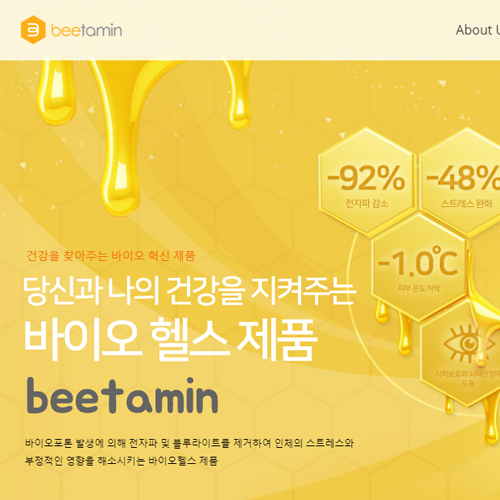 beetamin
About U
-92%
전자파 감소
-48%
스트레스 완화
-1.0℃
피부 온도 하락
시력보호와 뇌파안정에
도움
건강을 찾아주는 바이오 혁신 제품
당신과 나의 건강을 지켜주는
바이오 헬스 제품
beetamin
바이오포톤 발생에 의해 전자파 및 블루라이트를 제거하여 인체의 스트레스와
부정적인 영향을 해소시키는 바이오헬스 제품